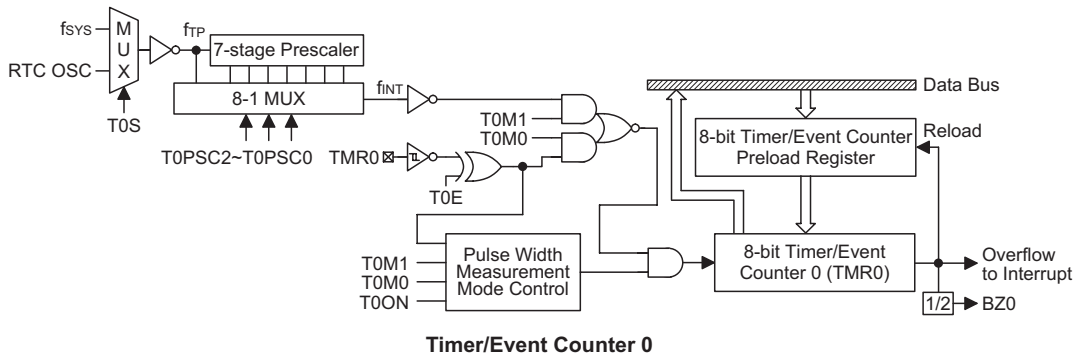 fSYS
RTC OSC
M
U
X
T0S
fTP
7-stage Prescaler
8-1 MUX
T0PSC2~T0PSC0
fINT
TMR0
T0E
T0M1
T0M0
T0M1
T0M0
T0ON
Pulse Width
Measurement
Mode Control
Data Bus
8-bit Timer/Event Counter
Preload Register
Reload
8-bit Timer/Event
Counter 0 (TMR0)
Overflow
to Interrupt
1/2
BZ0
Timer/Event Counter 0